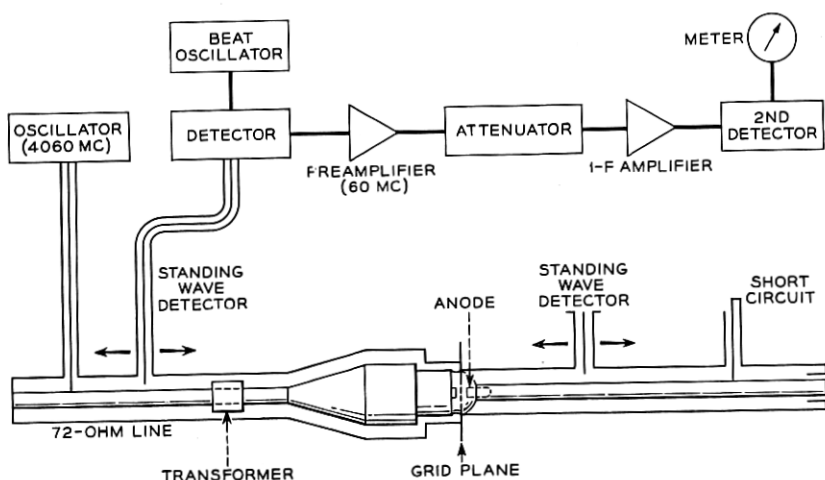 BEAT
OSCILLATOR
METER
OSCILLATOR
(4060 MC)
DETECTOR
ATTENUATOR
2ND
DETECTOR
PREAMPLIFIER
(60 MC)
I-F AMPLIFIER
STANDING
WAVE
DETECTOR
ANODE
STANDING
WAVE
DETECTOR
SHORT
CIRCUIT
72-OHM LINE
TRANSFORMER
GRID PLANE